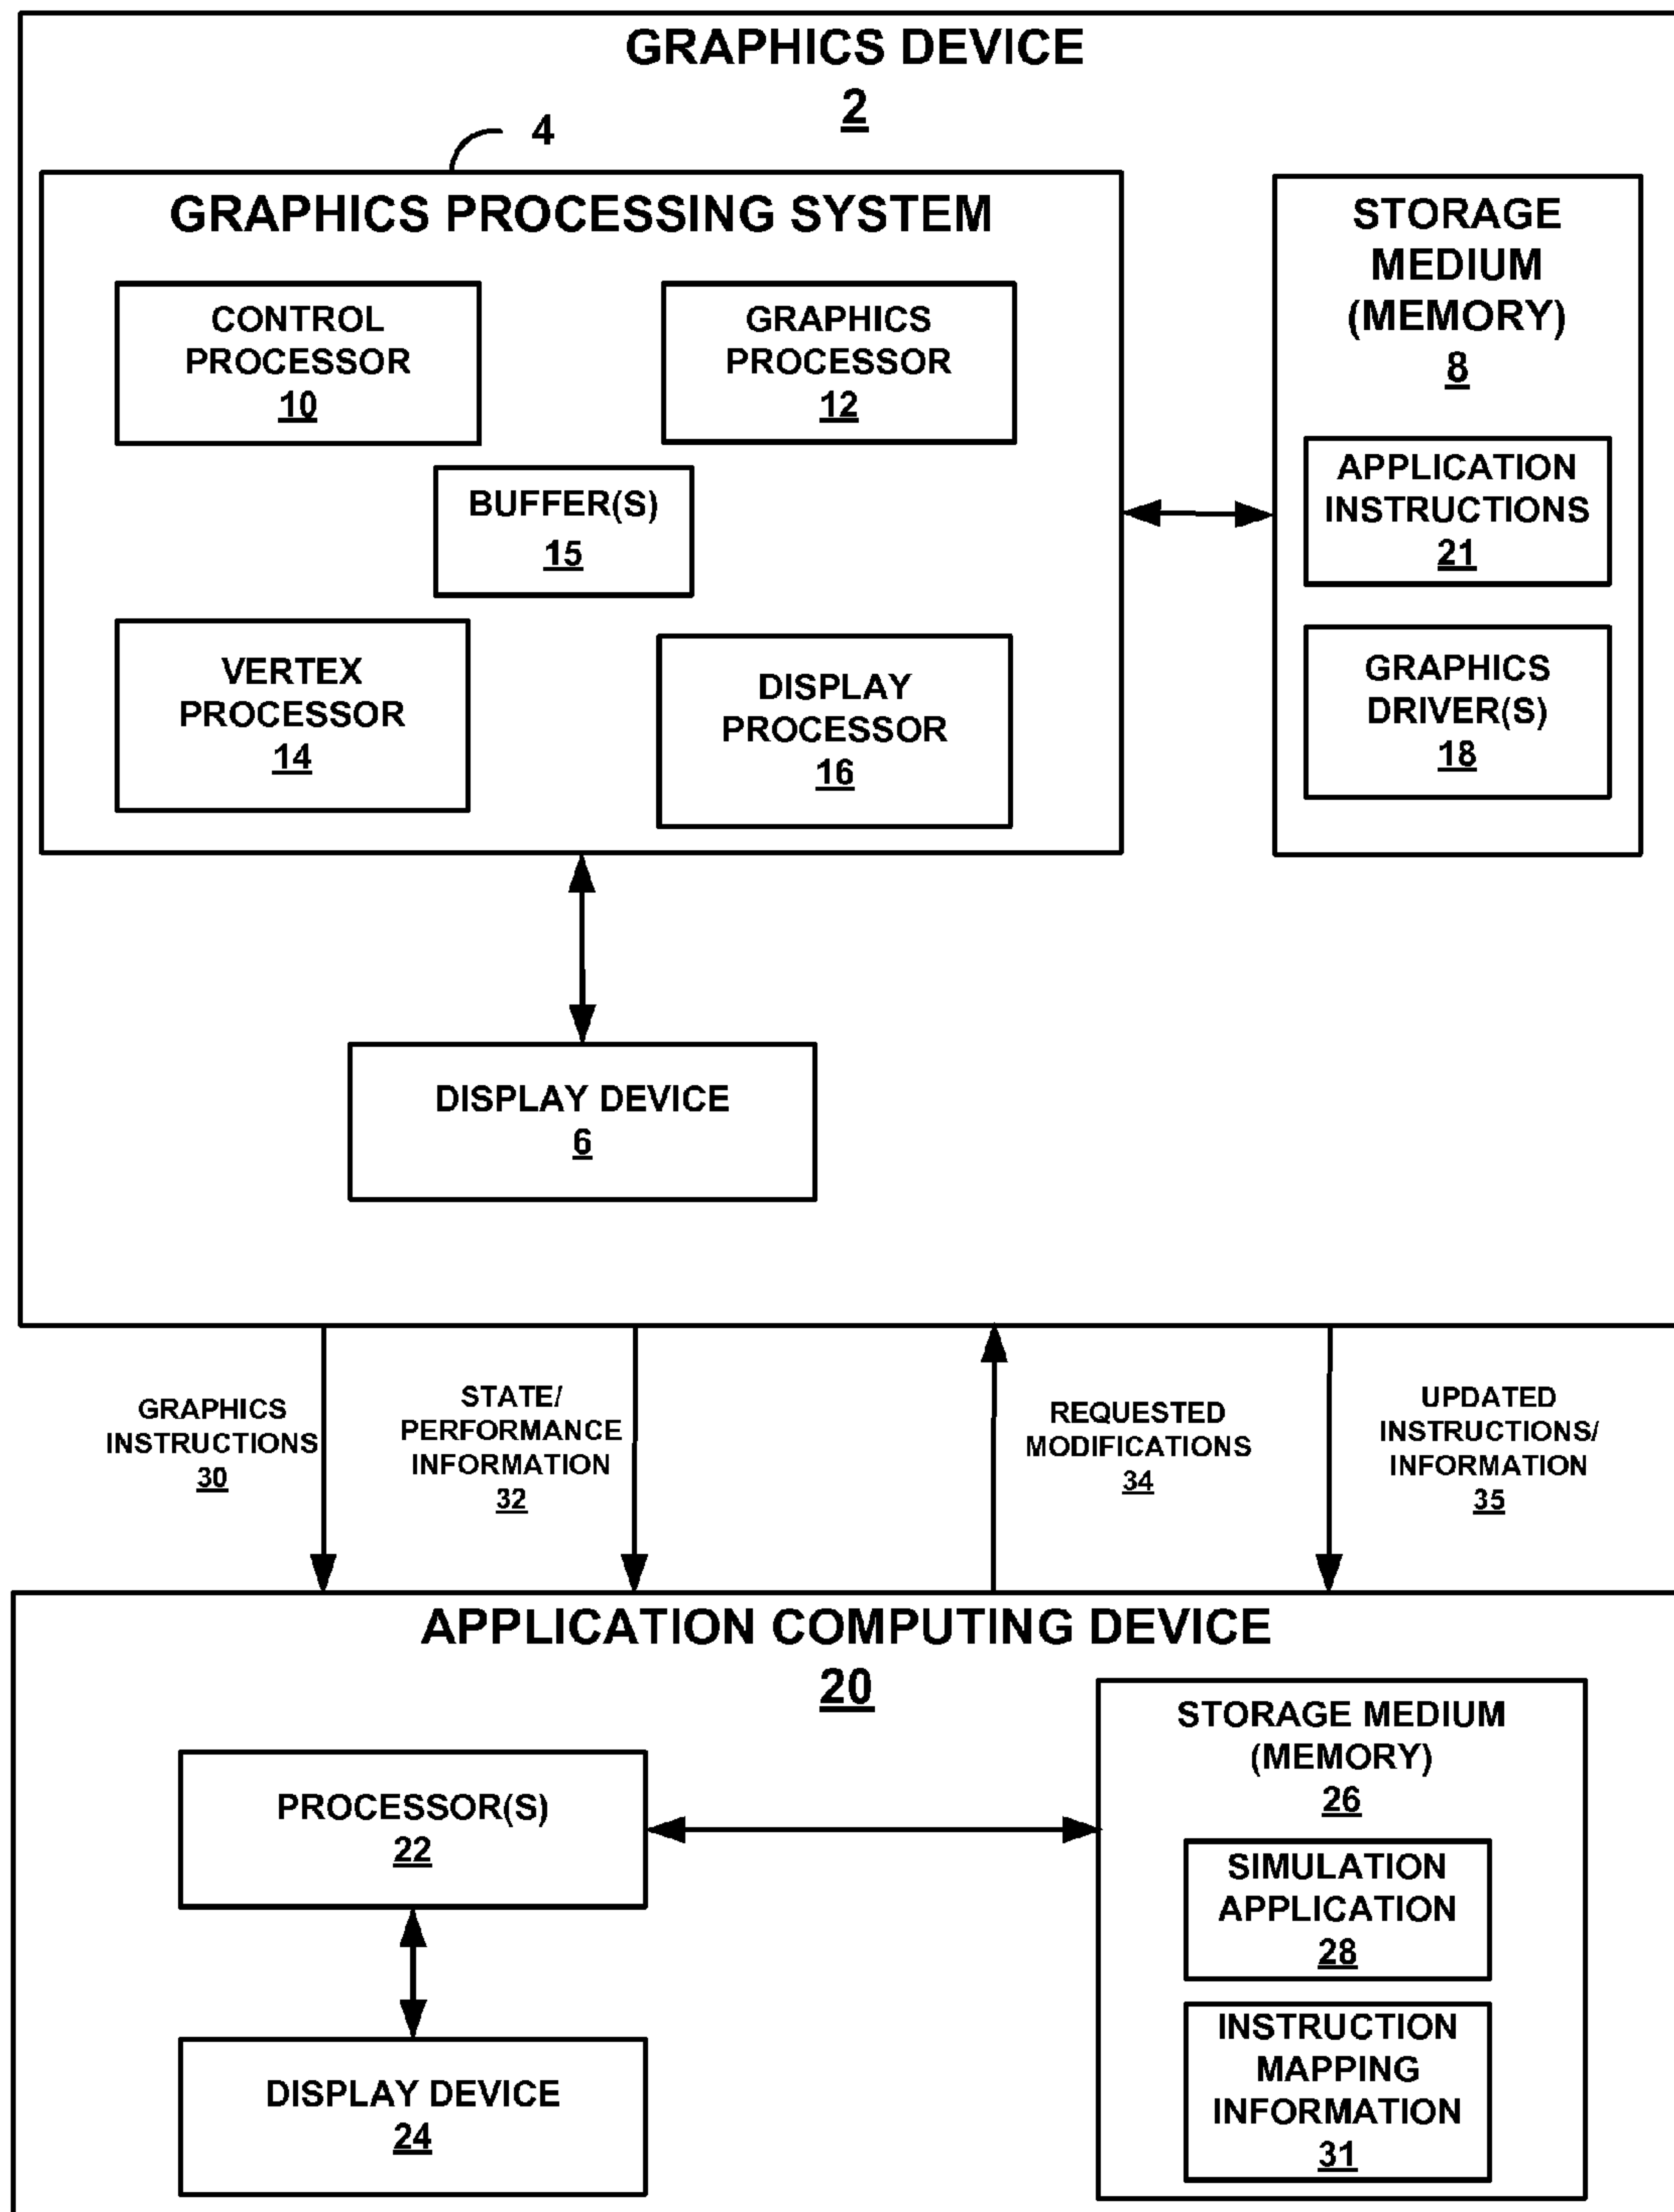 GRAPHICS DEVICE
2
4
GRAPHICS PROCESSING SYSTEM
CONTROL
PROCESSOR
10
GRAPHICS
PROCESSOR
12
BUFFER(S)
15
VERTEX
PROCESSOR
14
DISPLAY
PROCESSOR
16
STORAGE
MEDIUM
(MEMORY)
8
APPLICATION
INSTRUCTIONS
21
GRAPHICS
DRIVER(S)
18
DISPLAY DEVICE
6
GRAPHICS
INSTRUCTIONS
30
STATE/
PERFORMANCE
INFORMATION
32
REQUESTED
MODIFICATIONS
34
UPDATED
INSTRUCTIONS/
INFORMATION
35
APPLICATION COMPUTING DEVICE
20
PROCESSOR(S)
22
DISPLAY DEVICE
24
STORAGE MEDIUM
(MEMORY)
26
SIMULATION
APPLICATION
28
INSTRUCTION
MAPPING
INFORMATION
31